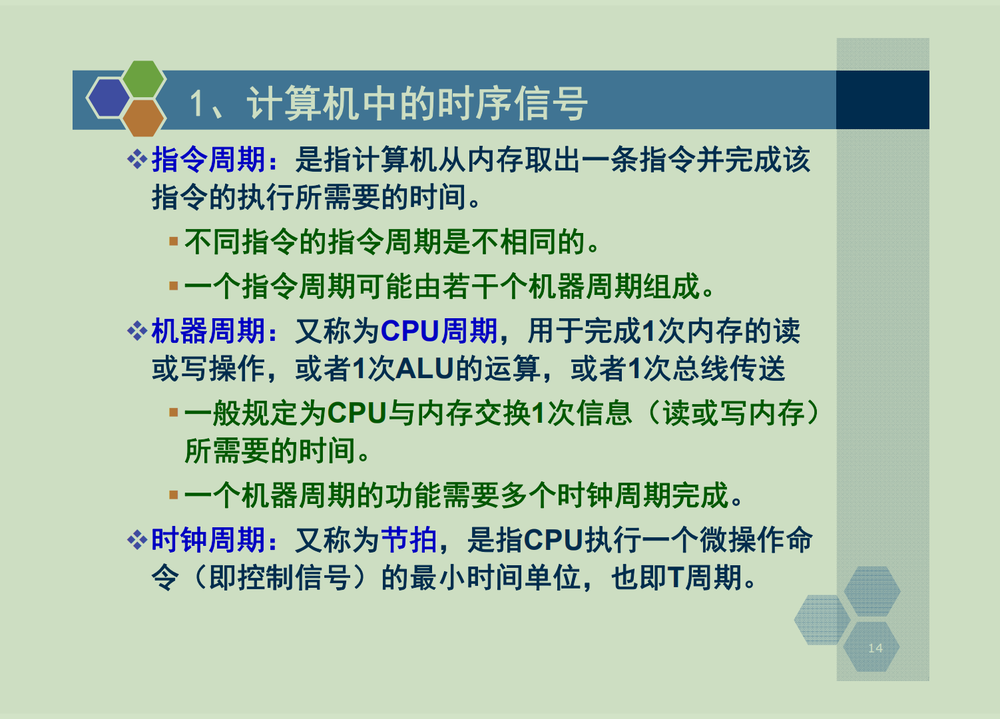 1、计算机中的时序信号
指令周期：是指计算机从内存取出一条指令并完成该
指令的执行所需要的时间。
不同指令的指令周期是不相同的。
一个指令周期可能由若干个机器周期组成。
机器周期：又称为CPU周期，用于完成1次内存的读
或写操作，或者1次ALU的运算，或者1次总线传送
一般规定为CPU与内存交换1次信息（读或写内存）
所需要的时间。
一个机器周期的功能需要多个时钟周期完成。
时钟周期：又称为节拍，是指CPU执行一个微操作命
令（即控制信号）的最小时间单位，也即T周期。
14